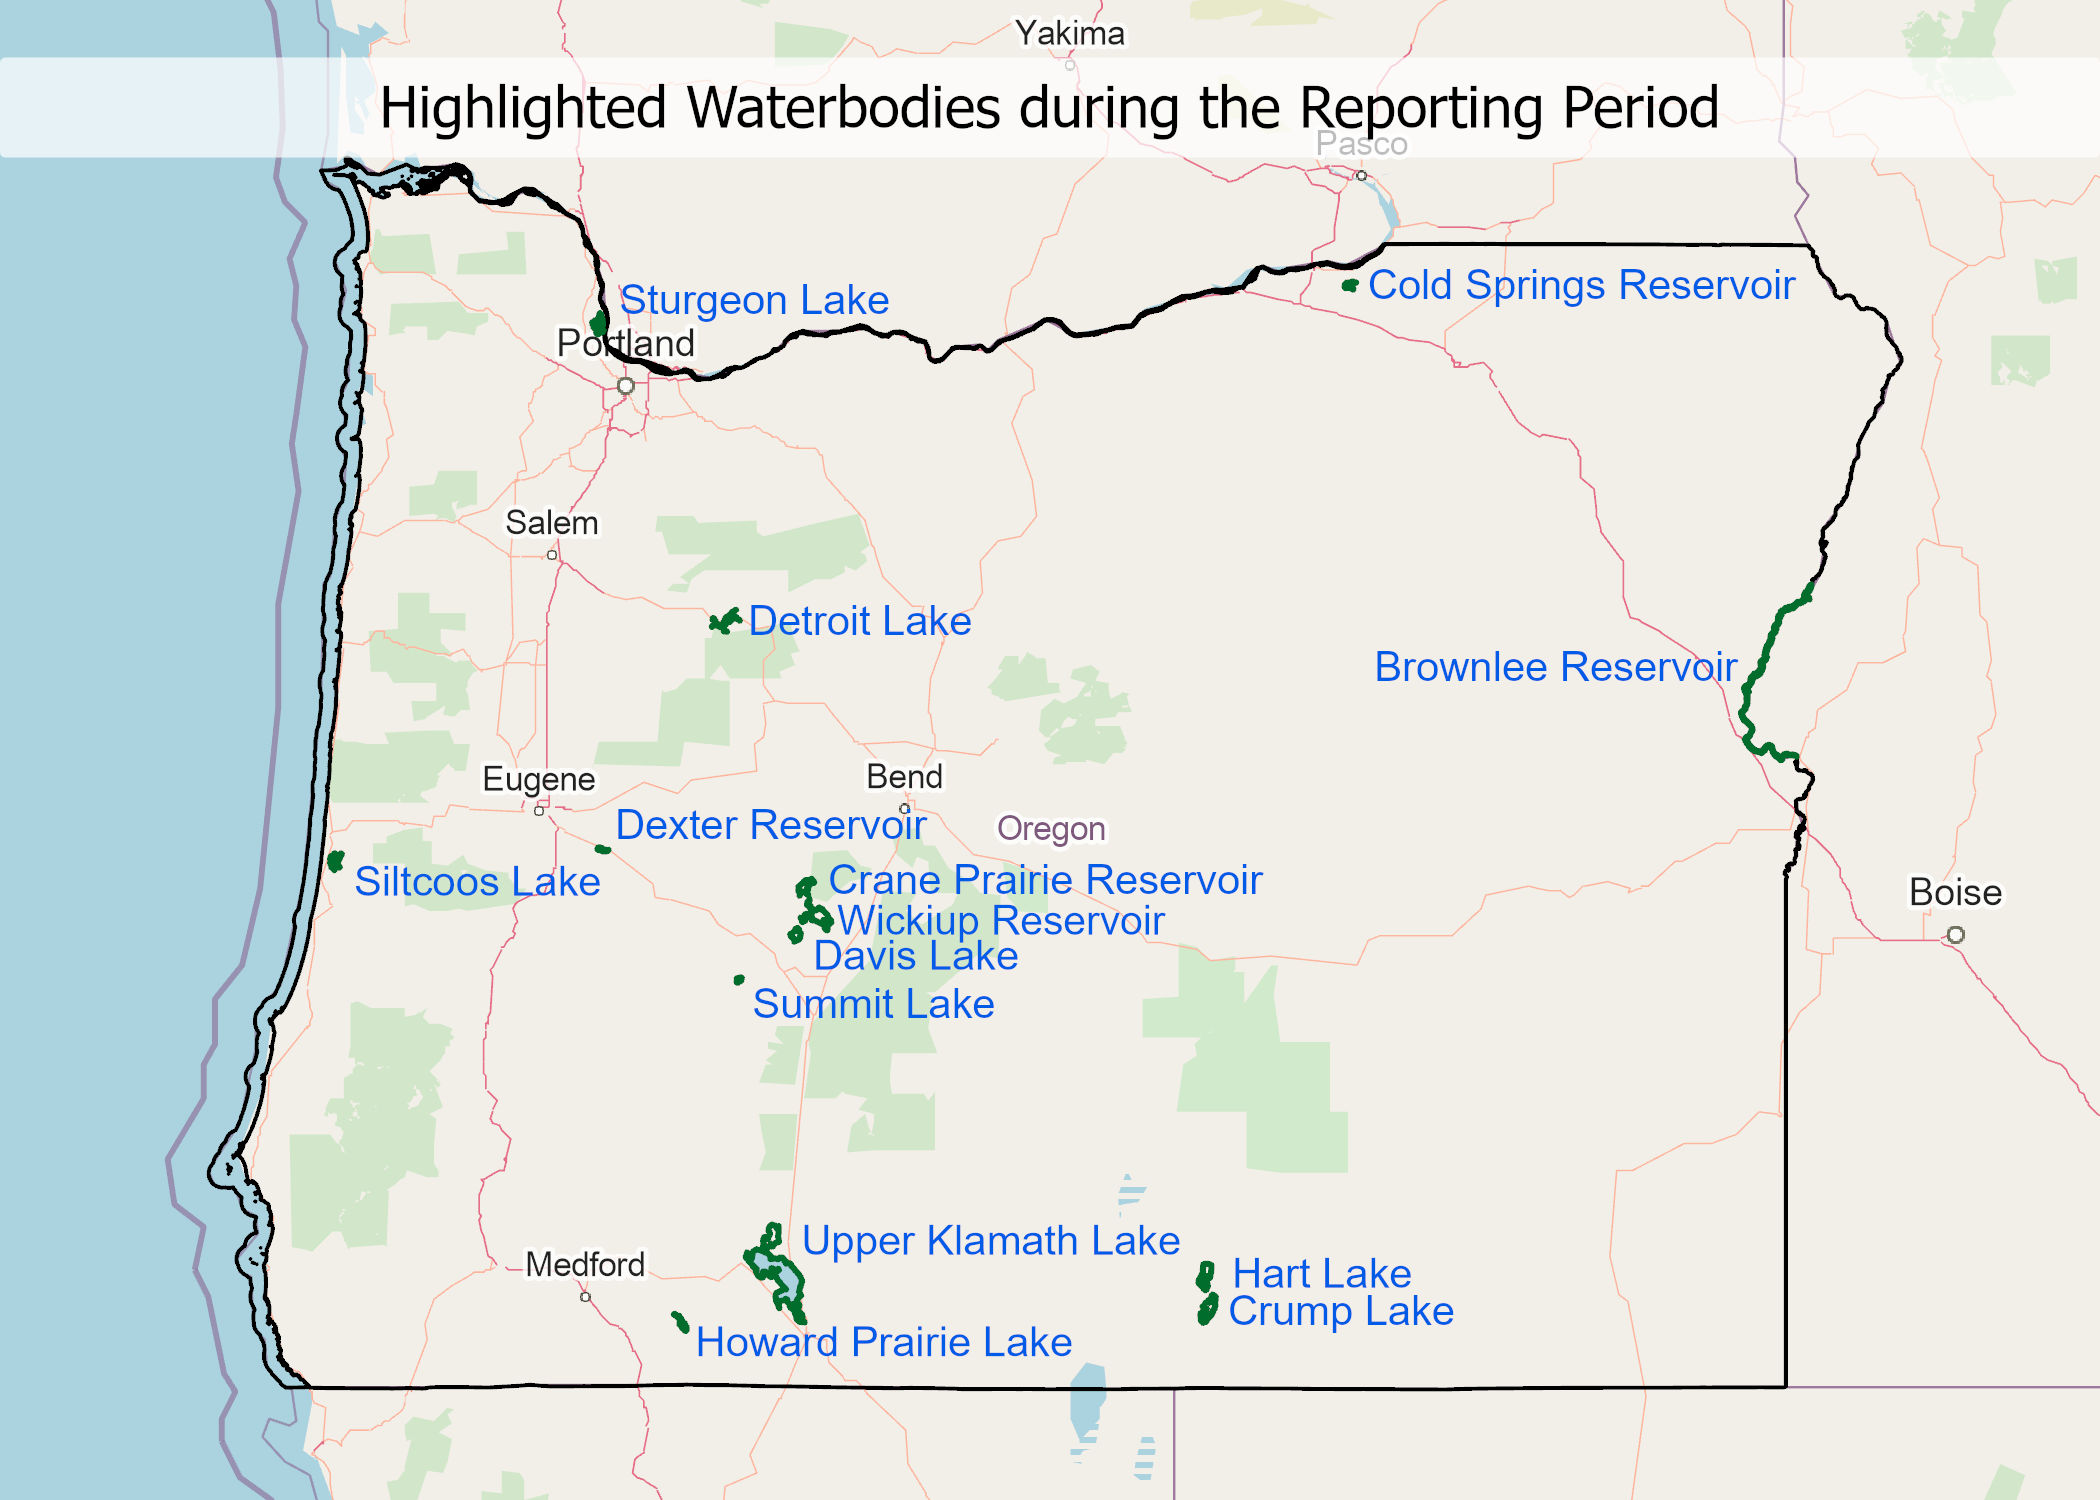 Yakima
Highlighted Waterbodies during the Reporting Period
Pasco
Cold Springs Reservoir
Sturgeon Lake
Portland
Salem
Detroit Lake
Brownlee Reservoir
Eugene
Bend
Dexter Reservoir
Oregon
Siltcoos Lake
Crane Prairie Reservoir
Boise
Wickiup Reservoir
Davis Lake
Summit Lake
Upper Klamath Lake
Medford
Hart Lake
Crump Lake
Howard Prairie Lake